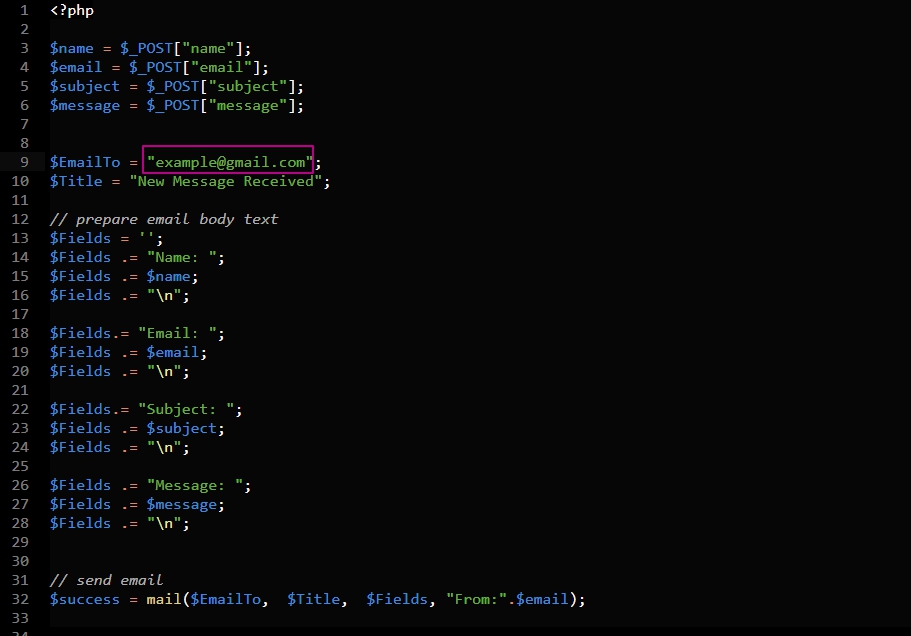 1 <?php
2
3 $name = $_POST["name"];
4 $email = $_POST["email"];
5 $subject = $_POST["subject"];
6 $message = $_POST["message"];
7
8
9 $EmailTo = "example@gmail.com";
10 $Title = "New Message Received";
11
12 // prepare email body text
13 $Fields = '';
14 $Fields .= "Name: ";
15 $Fields .= $name;
16 $Fields .= "\n";
17
18 $Fields.= "Email: ";
19 $Fields .= $email;
20 $Fields .= "\n";
21
22 $Fields.= "Subject: ";
23 $Fields .= $subject;
24 $Fields .= "\n";
25
26 $Fields .= "Message: ";
27 $Fields .= $message;
28 $Fields .= "\n";
29
30
31 // send email
32 $success = mail($EmailTo,  $Title,  $Fields, "From:".$email);
33
34